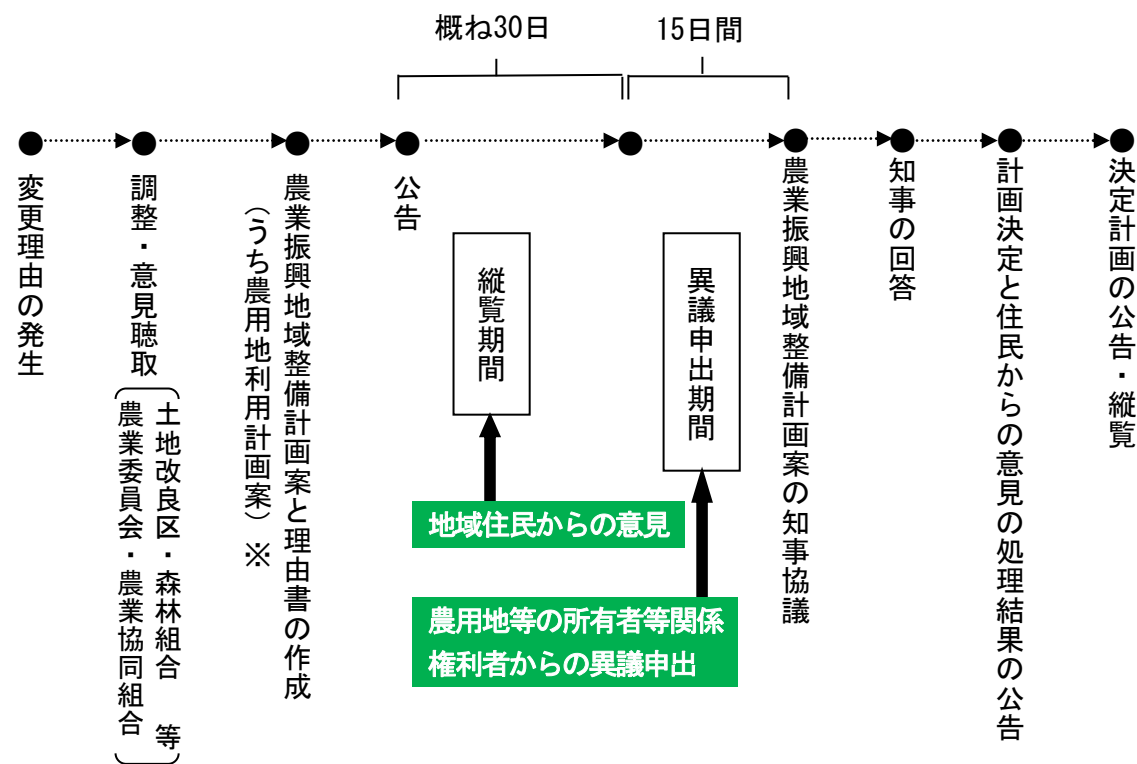 概ね30日
15日間
変更理由の発生
調整・意見聴取
土地改良区・森林組合 等
農業委員会・農業協同組合
農業振興地域整備計画案と理由書の作成
（うち農用地利用計画案）※
公告
縦覧期間
地域住民からの意見
異議申出期間
農用地等の所有者等関係
権利者からの異議申出
農業振興地域整備計画案の知事協議
知事の回答
計画決定と住民からの意見の処理結果の公告
決定計画の公告・縦覧